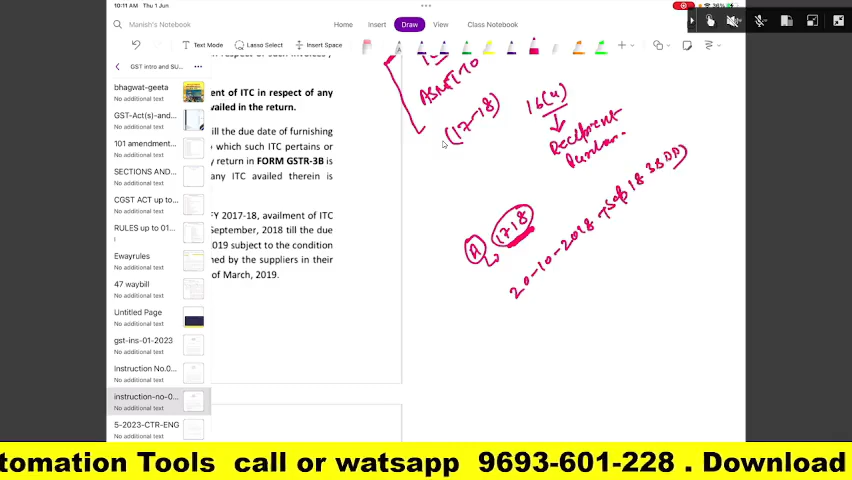 10:11 AM Thu 1 Jun
36%
Manish's Notebook
Home Insert Draw View Class Notebook
Text Mode Lasso Select Insert Space
GST intro and SU...
bhagwat-geeta
No additional text
GST-Act(s)-and...
No additional text
101 amendment...
No additional text
SECTIONS AND...
No additional text
CGST ACT up to...
No additional text
RULES up to 01...
I
Ewayrules
No additional text
47 waybill
No additional text
Untitled Page
No additional text
gst-ins-01-2023
No additional text
Instruction No.0...
No additional text
instruction-no-0...
No additional text
5-2023-CTR-ENG
No additional text
ent of ITC in respect of any
vailed in the return.
ill the due date of furnishing
o which such ITC pertains or
y return in FORM GSTR-3B is
any ITC availed therein is
FY 2017-18, availment of ITC
September, 2018 till the due
2019 subject to the condition
ned by the suppliers in their
of March, 2019.
ASMT-10
(17-18)
16(4)
Recipient
A
1718
20-10-2018 Sep 18 3B
tomation Tools call or watsapp 9693-601-228 . Download